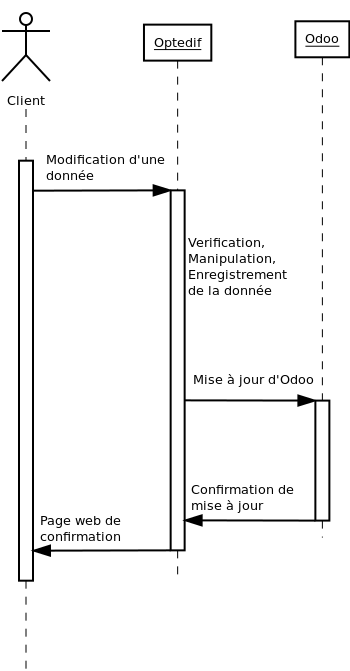 Odoo
Optedif
Client
Modification d'une
donnée
Verification,
Manipulation,
Enregistrement
de la donnée
Mise à jour d'Odoo
Confirmation de
mise à jour
Page web de
confirmation